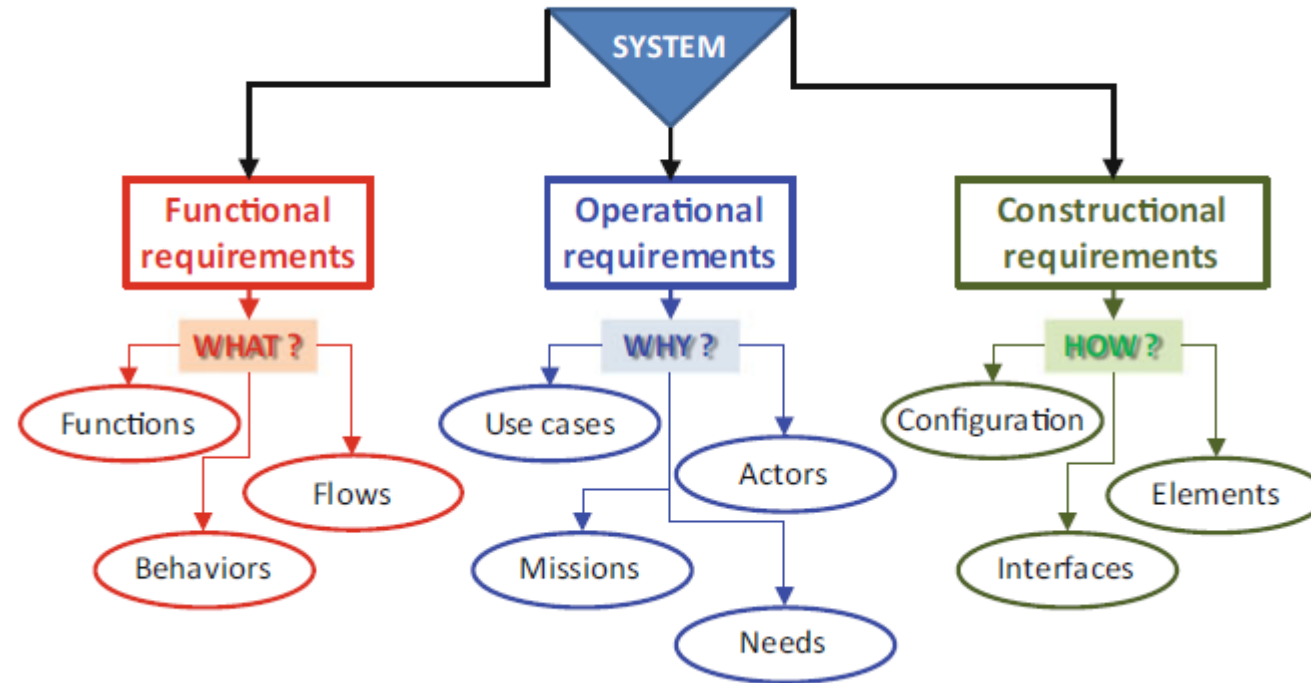 SYSTEM
Functional
requirements
Operational
requirements
Constructional
requirements
WHAT ?
WHY ?
HOW ?
Functions
Flows
Behaviors
Use cases
Actors
Missions
Needs
Configuration
Elements
Interfaces